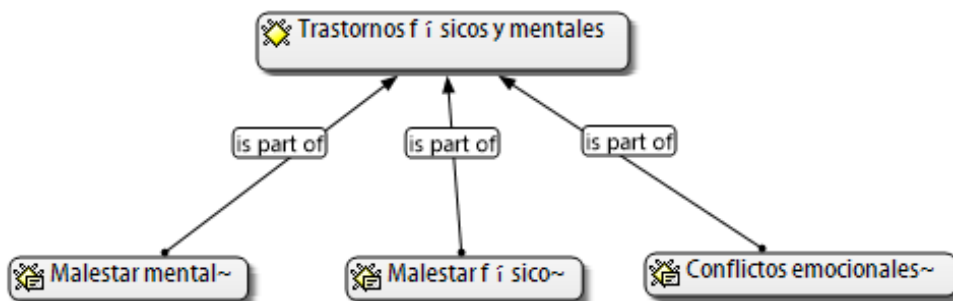 Trastornos f í sicos y mentales
is part of
is part of
is part of
Malestar mental~
Malestar f í sico~
Conflictos emocionales~